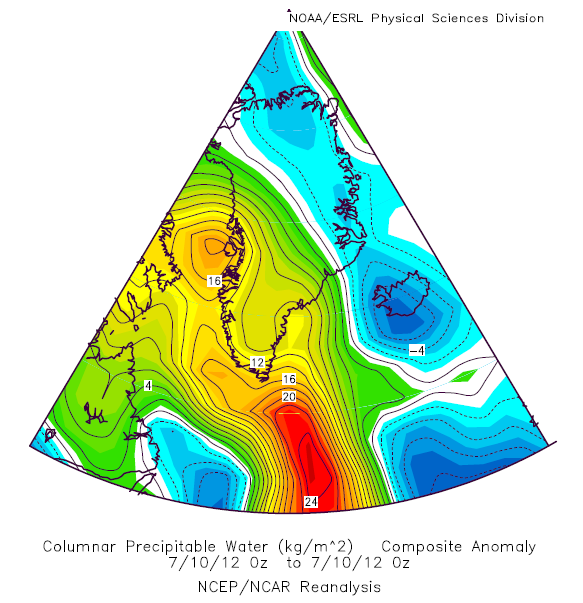 NOAA/ESRL Physical Sciences Division
16
-4
12
16
4
20
24
Columnar Precipitable Water (kg/m^2) Composite Anomaly
7/10/12 0z to 7/10/12 0z
NCEP/NCAR Reanalysis